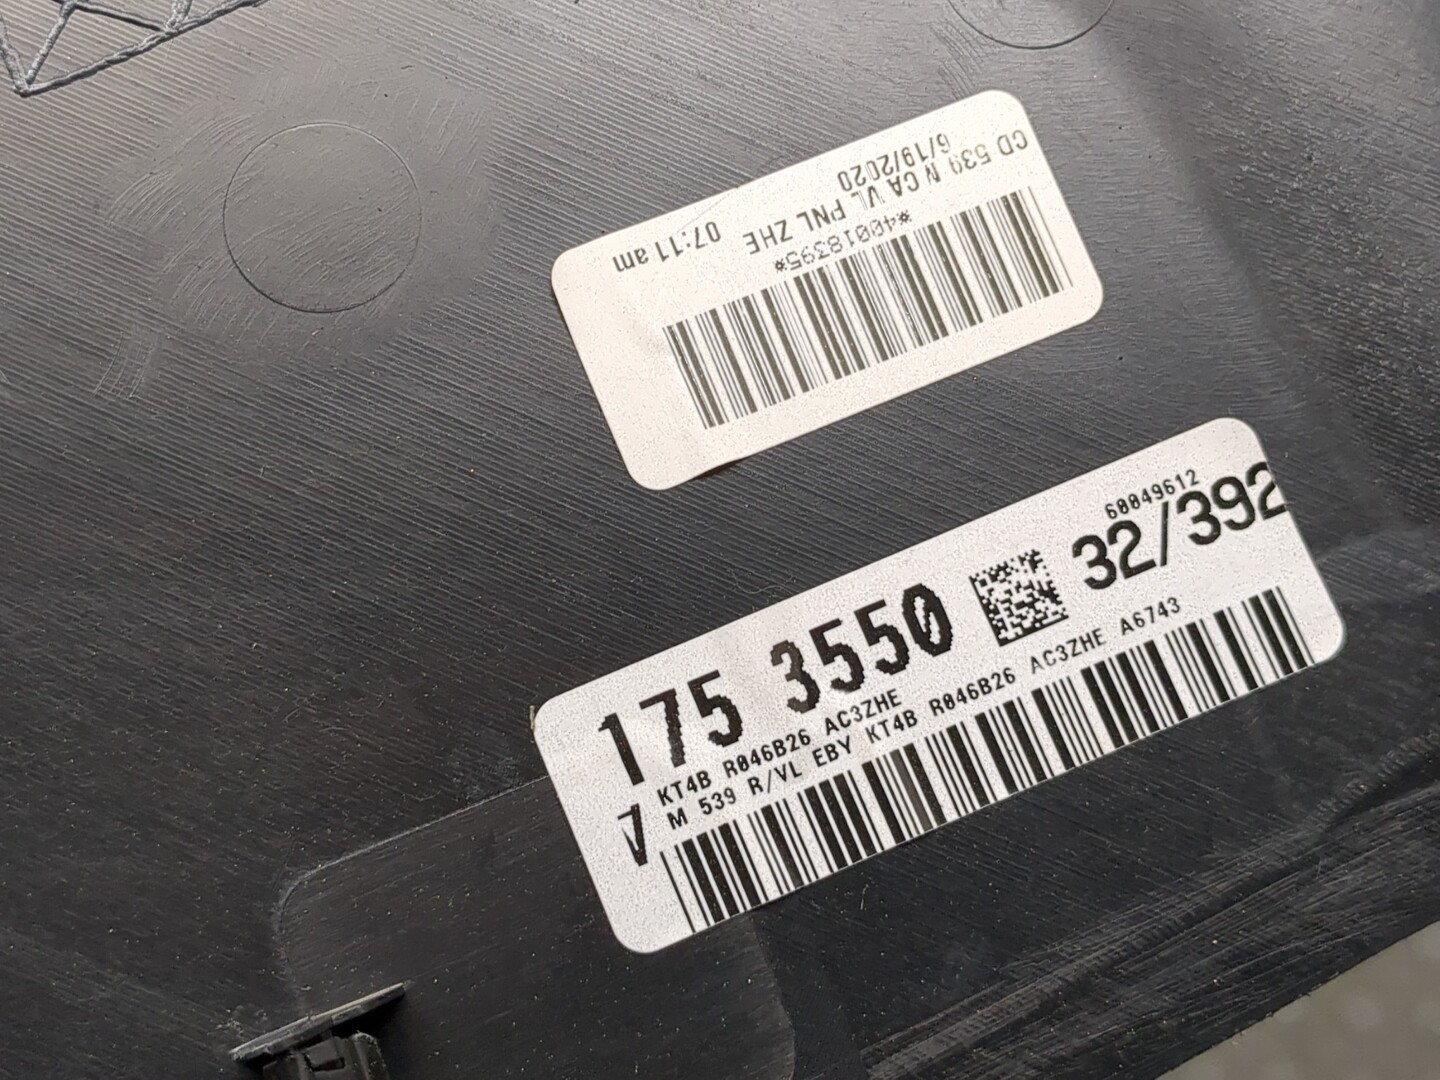 CD 539 N CA VL PNL ZHE
6/19/2020 07:11 am
*40018395*
60049612
175 3550 32/392
KT4B R046B26 AC3ZHE
M 539 R/VL EBY KT4B R046B26 AC3ZHE A6743